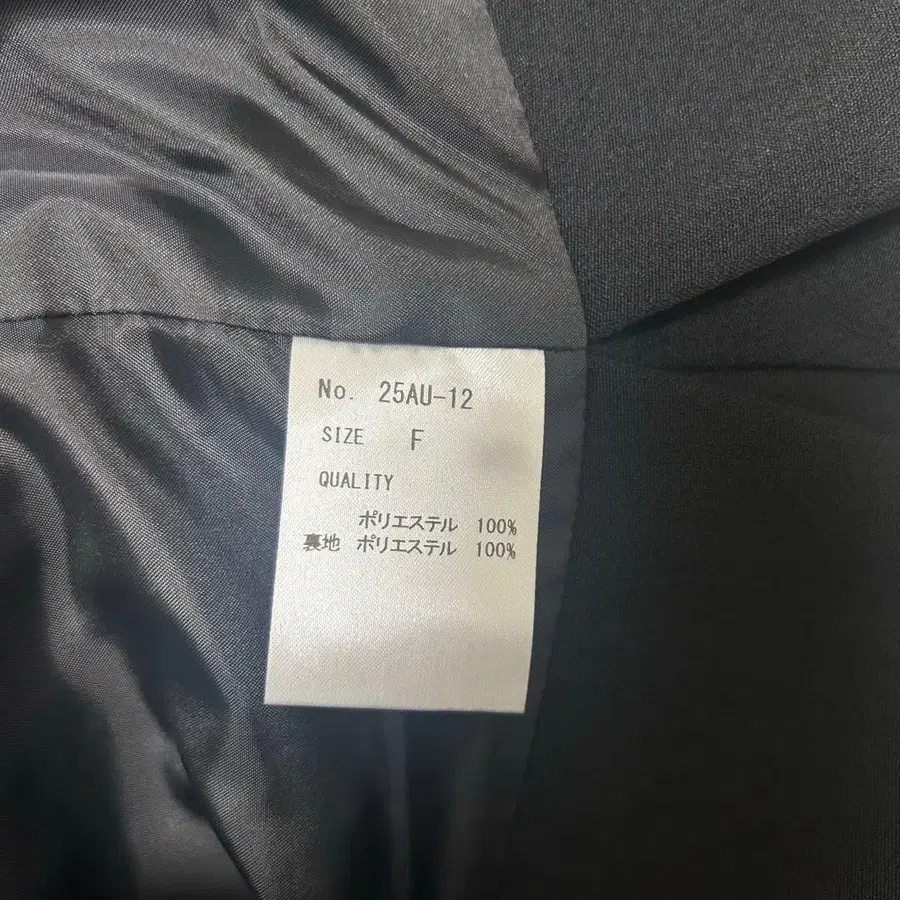 No. 25AU-12
SIZE F
QUALITY
ポリエステル 100%
裏地 ポリエステル 100%